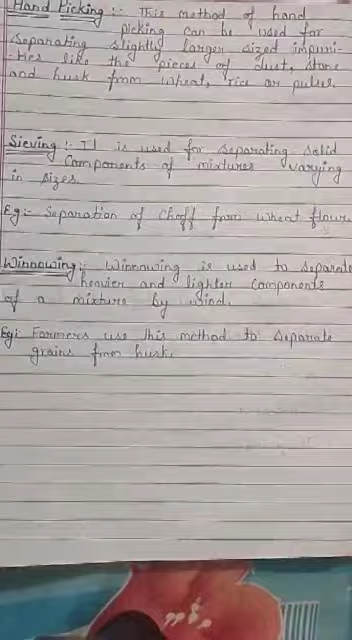 Hand Picking :- This method of hand
picking can be used for
separating slightly larger sized impuri-
ties like the pieces of dust, stone
and husk from wheat, rice or pulses.
Sieving :- It is used for separating solid
Components of mixtures varying
in sizes.
Eg:- Separation of Chaff from wheat flour
Winnowing :- Winnowing is used to separate
heavier and lighter components
of a mixture by wind.
Eg: Farmers use this method to separate
grains from husk.